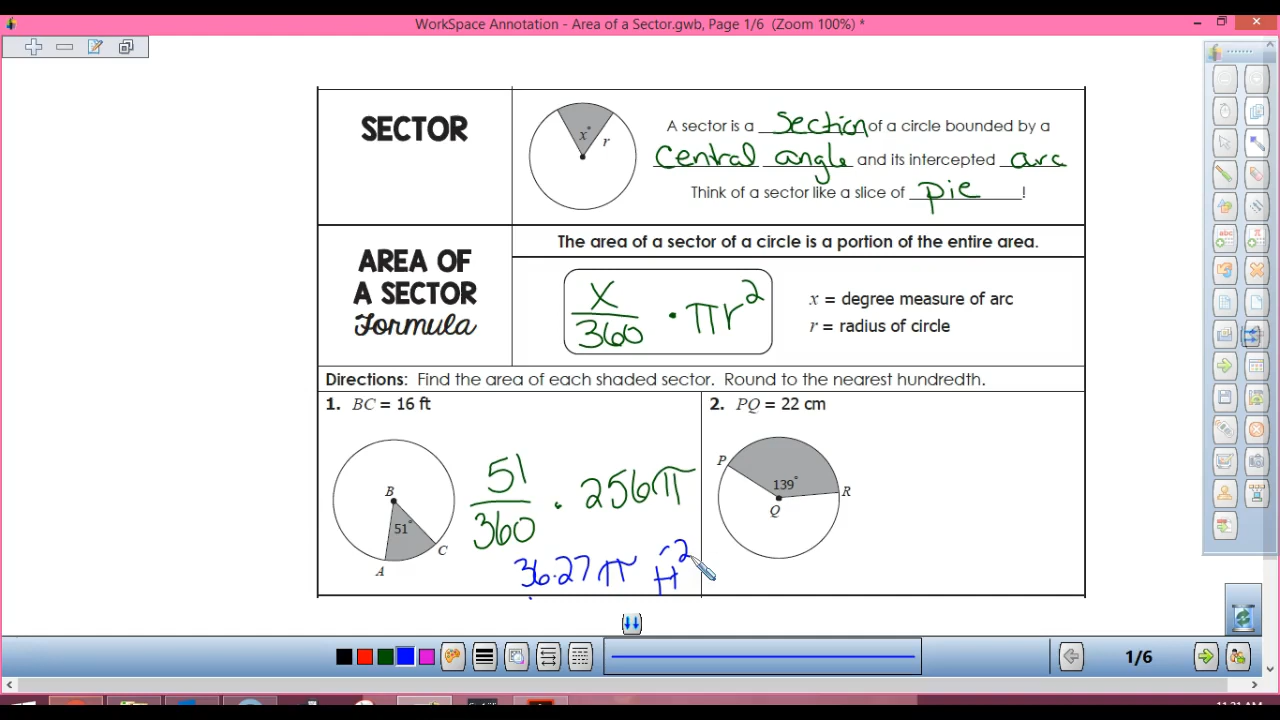 WorkSpace Annotation - Area of a Sector.gwb, Page 1/6 (Zoom 100%) *
SECTOR
x°
r
A sector is a section of a circle bounded by a
central angle and its intercepted arc
Think of a sector like a slice of pie!
AREA OF
A SECTOR
Formula
The area of a sector of a circle is a portion of the entire area.
x/360 · πr²
x = degree measure of arc
r = radius of circle
Directions: Find the area of each shaded sector. Round to the nearest hundredth.
1. BC = 16 ft
B
51°
C
A
51/360 · 256π
36.27π ft²
2. PQ = 22 cm
P
139°
R
Q
abc
π
1/6